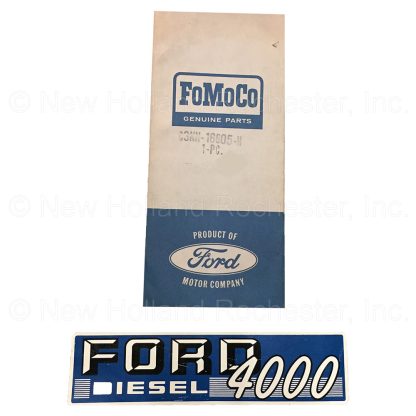 © New Holland Rochester, Inc.
FoMoCo
GENUINE PARTS
1-PC.
© New Holland Rochester, Inc.
PRODUCT OF
Ford
MOTOR COMPANY
© New Holland Rochester, Inc.
FORD
DIESEL 4000